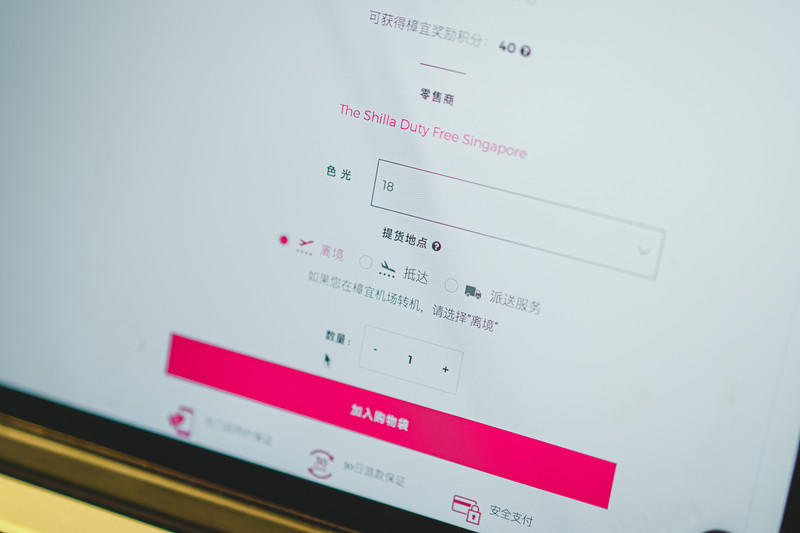 可获得樟宜奖励积分： 40 ?
零售商
The Shilla Duty Free Singapore
色光 18
提货地点 ?
离境 抵达 派送服务
如果您在樟宜机场转机，请选择"离境"
数量： - 1 +
加入购物袋
日退款保证
安全支付